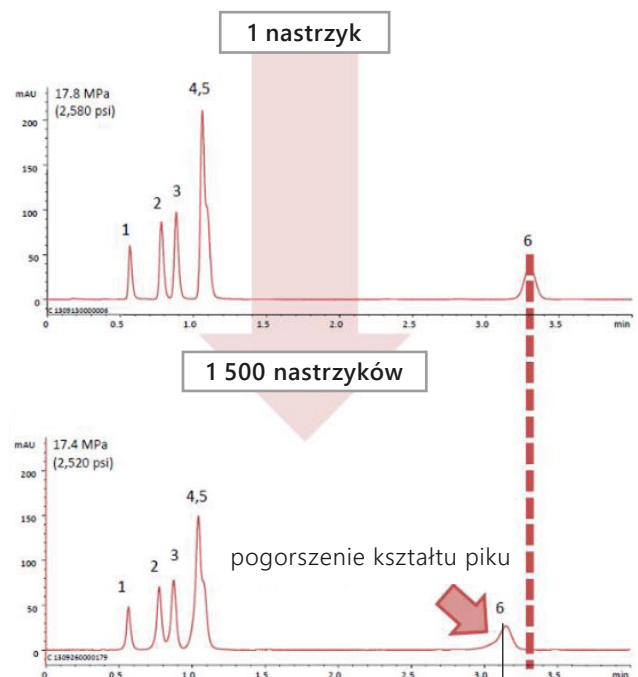 1 nastrzyk
mAU
17.8 MPa
(2,580 psi)
4,5
200
150
3
2
100
1
6
50
0
C 1309130000006
0 0.5 1.0 1.5 2.0 2.5 3.0 3.5 min
1 500 nastrzyków
mAU
17.4 MPa
(2,520 psi)
200
4,5
150
pogorszenie kształtu piku
3
2
100
1
6
50
0
C 1309260000179
0 0.5 1.0 1.5 2.0 2.5 3.0 3.5 min